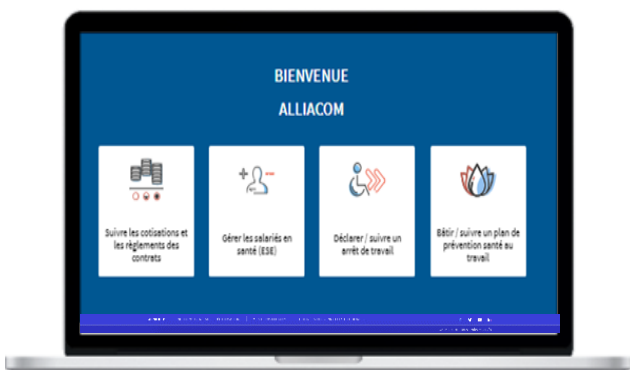 BIENVENUE
ALLIACOM
Suivre les cotisations et
les règlements des
contrats
Gérer les salariés en
santé (ESE)
Déclarer / suivre un
arrêt de travail
Bâtir / suivre un plan de
prévention santé au
travail